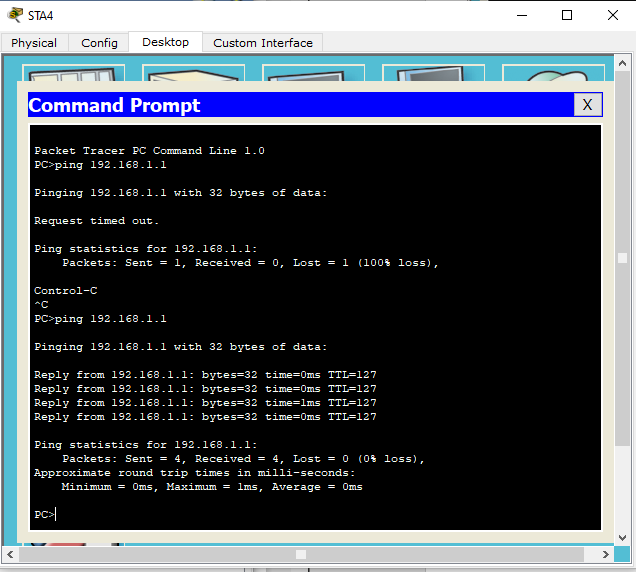 STA4
Physical Config Desktop Custom Interface
Command Prompt X
Packet Tracer PC Command Line 1.0
PC>ping 192.168.1.1
Pinging 192.168.1.1 with 32 bytes of data:
Request timed out.
Ping statistics for 192.168.1.1:
Packets: Sent = 1, Received = 0, Lost = 1 (100% loss),
Control-C
^C
PC>ping 192.168.1.1
Pinging 192.168.1.1 with 32 bytes of data:
Reply from 192.168.1.1: bytes=32 time=0ms TTL=127
Reply from 192.168.1.1: bytes=32 time=0ms TTL=127
Reply from 192.168.1.1: bytes=32 time=1ms TTL=127
Reply from 192.168.1.1: bytes=32 time=0ms TTL=127
Ping statistics for 192.168.1.1:
Packets: Sent = 4, Received = 4, Lost = 0 (0% loss),
Approximate round trip times in milli-seconds:
Minimum = 0ms, Maximum = 1ms, Average = 0ms
PC>